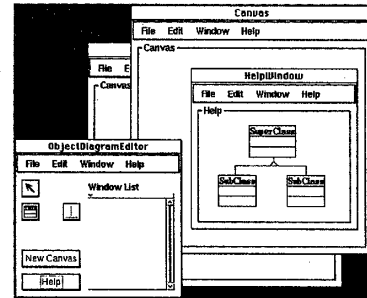 Canvas
File Edit Window Help
Canvas
HelpWindow
File Edit Window Help
Help
SuperClass
SubClass SubClass
File E
Canvas
ObjectDiagramEditor
File Edit Window Help
Window List
New Canvas
Help